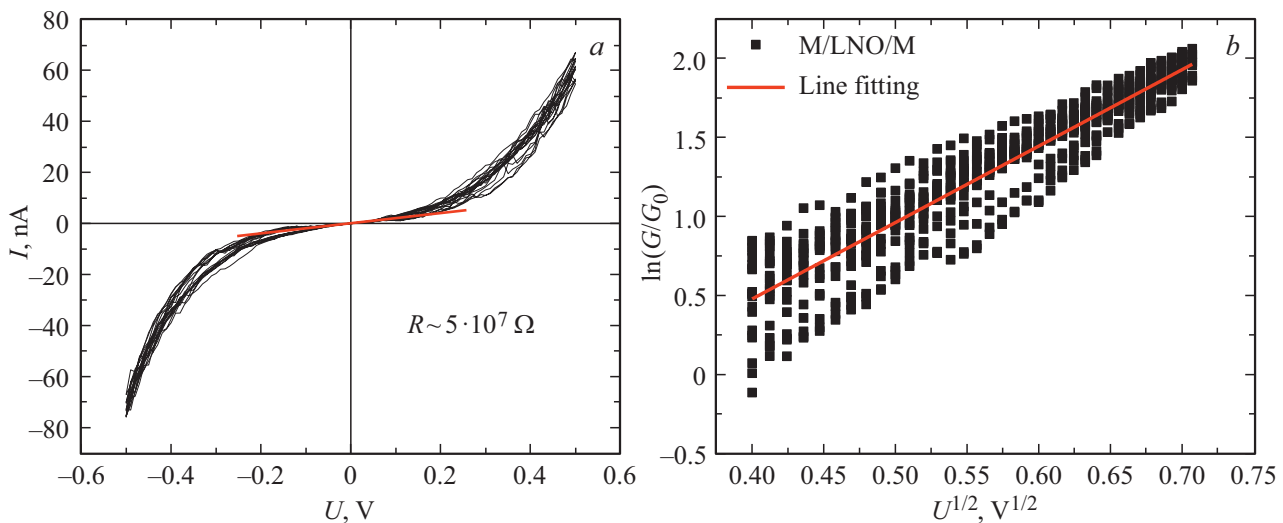 a
80
60
40
20
0
–20
–40
–60
–80
I, nA
R ~ 5 · 10⁷ Ω
–0.6 –0.4 –0.2 0 0.2 0.4 0.6
U, V
b
M/LNO/M
Line fitting
2.0
1.5
1.0
0.5
0
–0.5
ln(G/G₀)
0.40 0.45 0.50 0.55 0.60 0.65 0.70 0.75
U^1/2, V^1/2